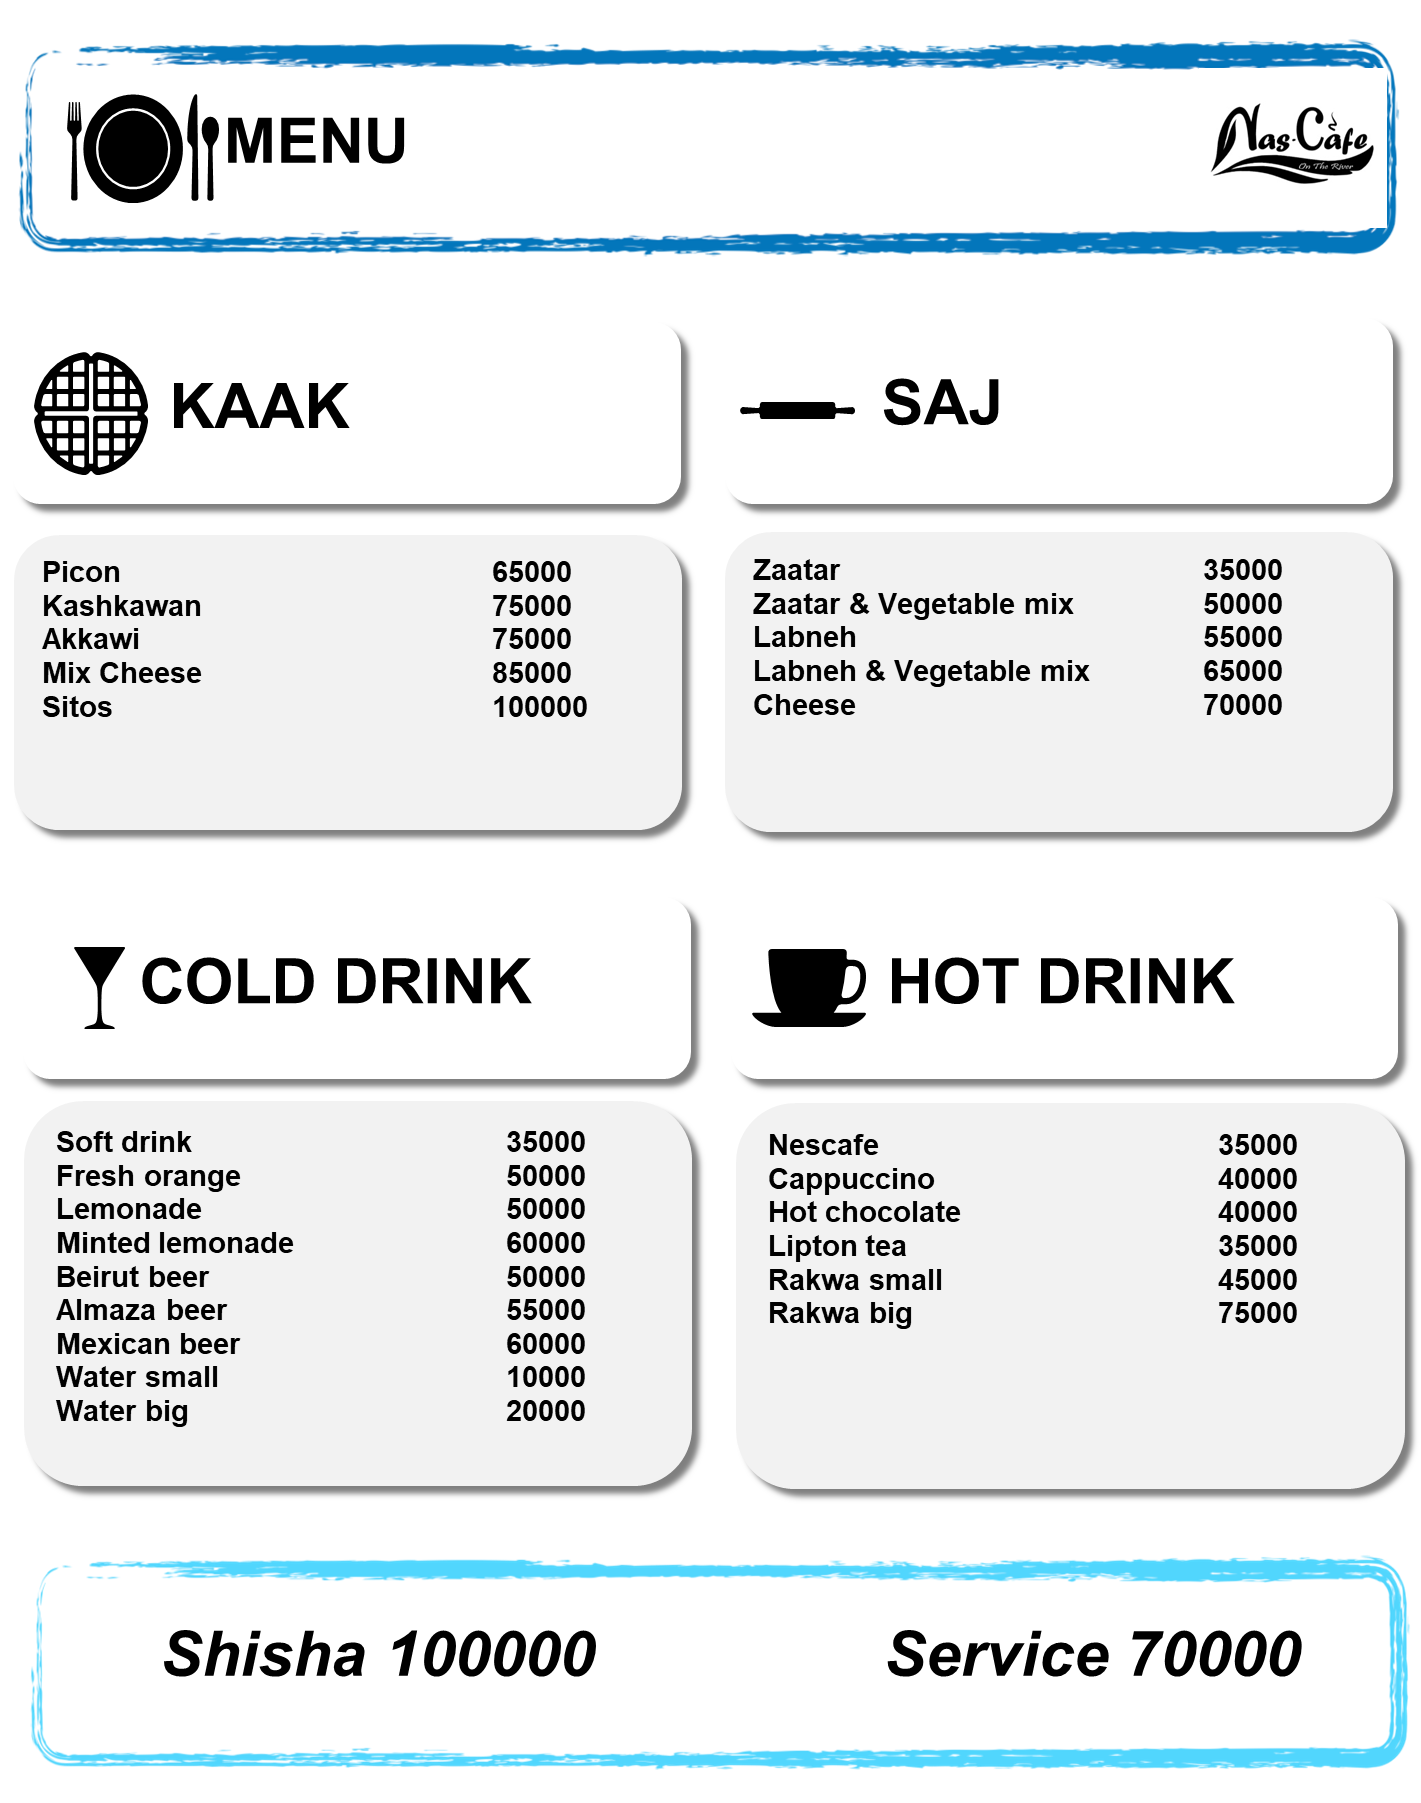 MENU
Nas-Cafe
On The River
KAAK
Picon 65000
Kashkawan 75000
Akkawi 75000
Mix Cheese 85000
Sitos 100000
SAJ
Zaatar 35000
Zaatar & Vegetable mix 50000
Labneh 55000
Labneh & Vegetable mix 65000
Cheese 70000
COLD DRINK
Soft drink 35000
Fresh orange 50000
Lemonade 50000
Minted lemonade 60000
Beirut beer 50000
Almaza beer 55000
Mexican beer 60000
Water small 10000
Water big 20000
HOT DRINK
Nescafe 35000
Cappuccino 40000
Hot chocolate 40000
Lipton tea 35000
Rakwa small 45000
Rakwa big 75000
Shisha 100000
Service 70000